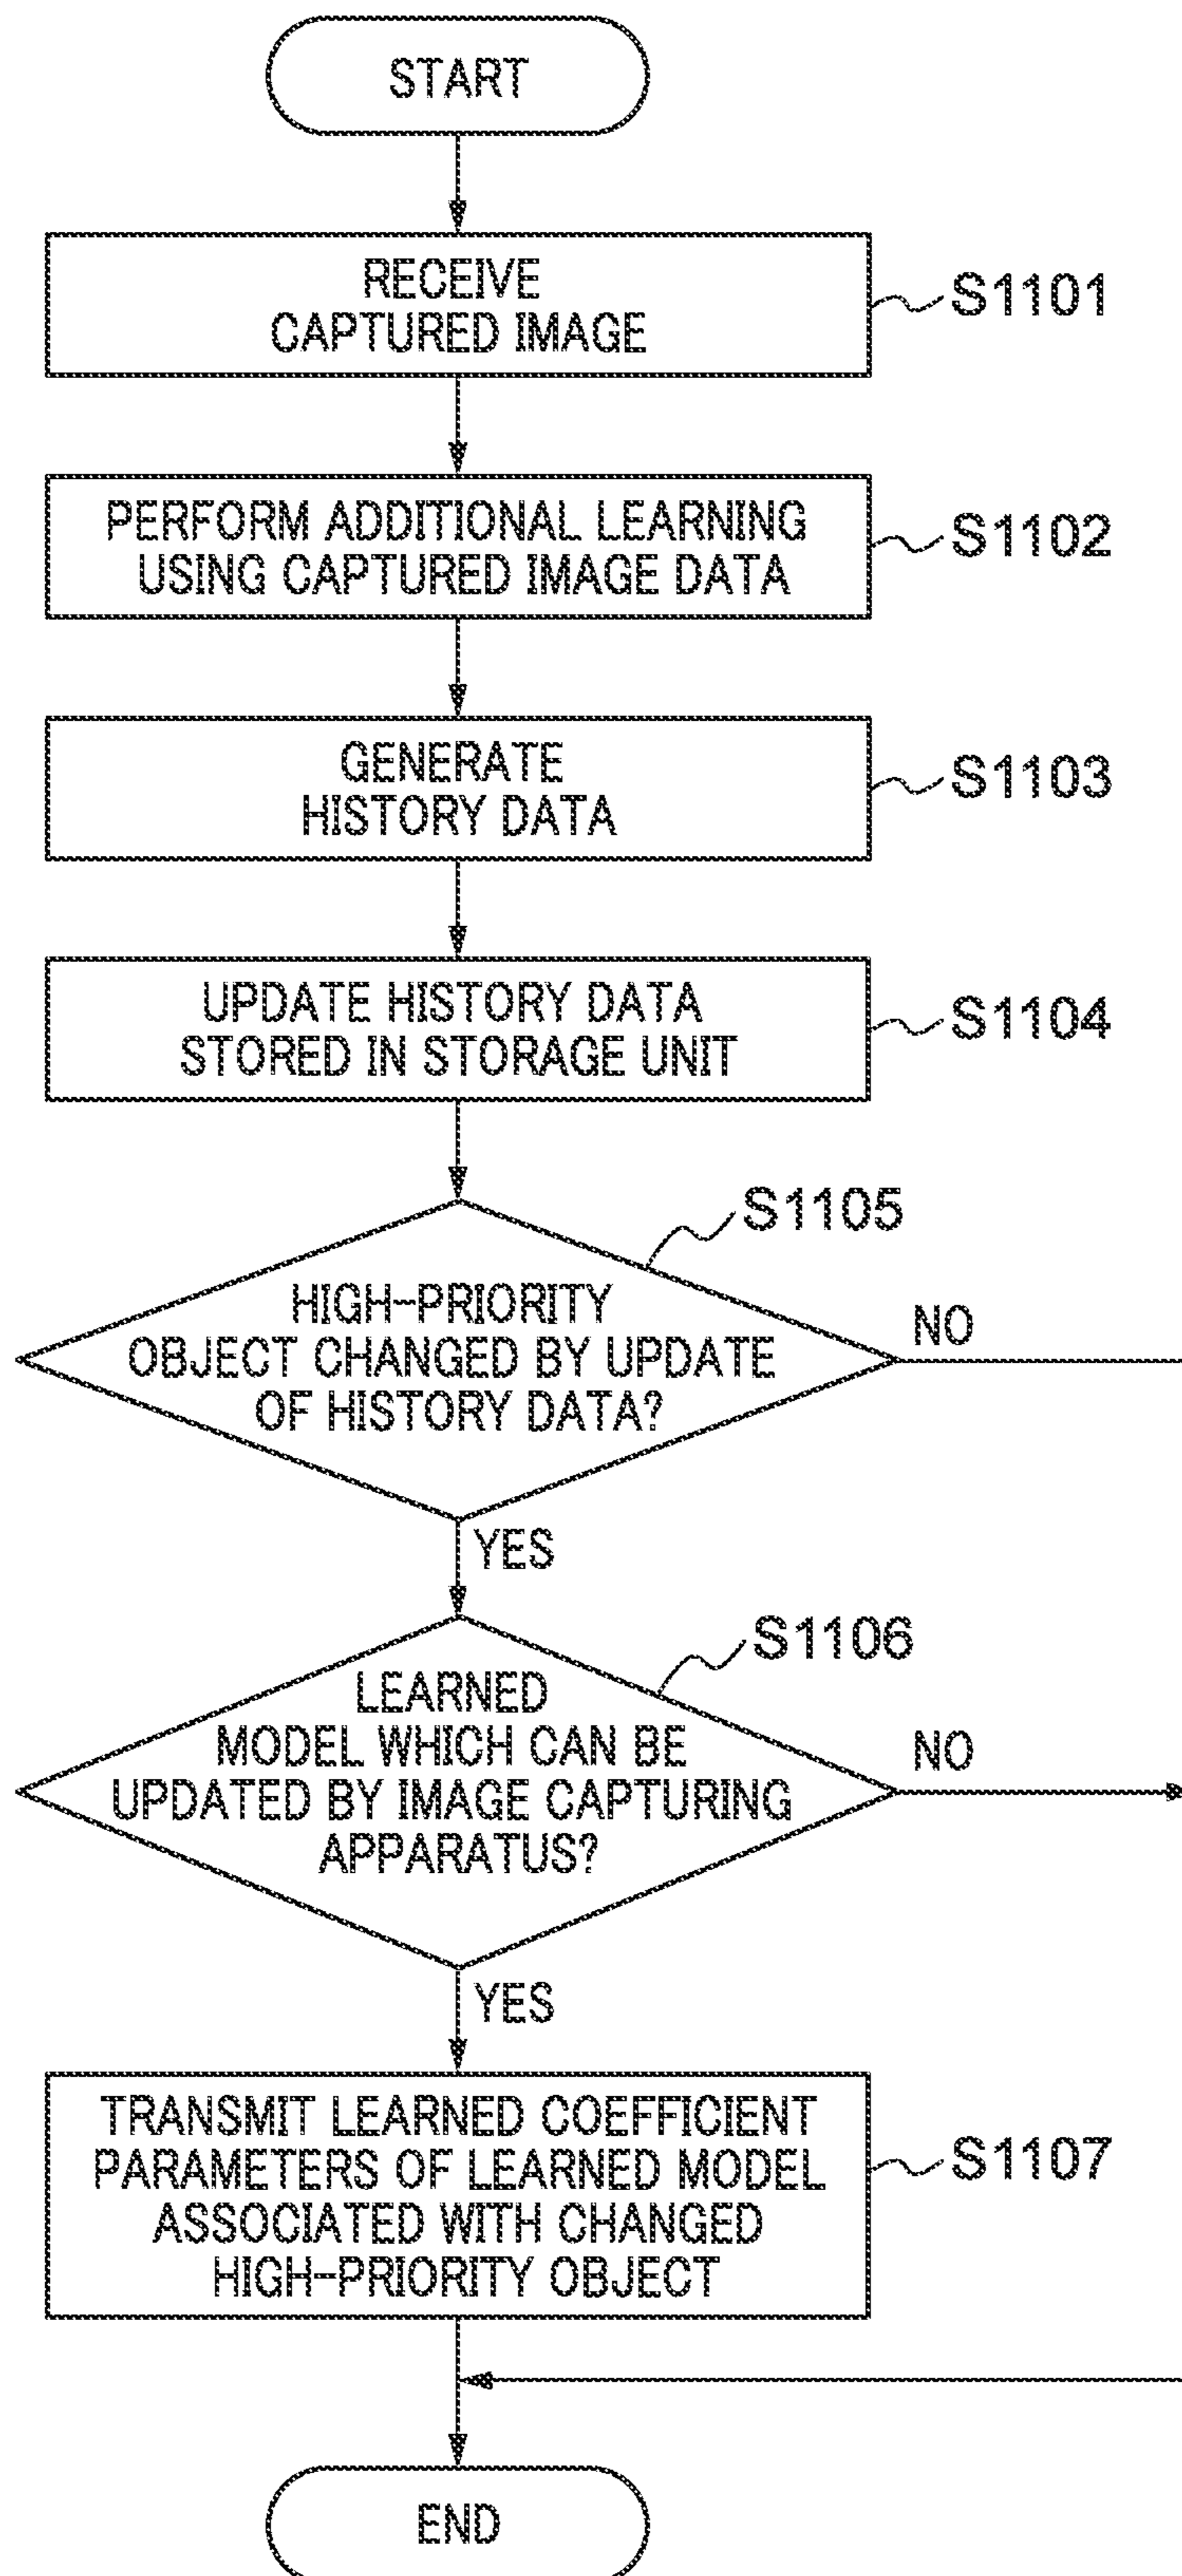 START
RECEIVE
CAPTURED IMAGE
S1101
PERFORM ADDITIONAL LEARNING
USING CAPTURED IMAGE DATA
S1102
GENERATE
HISTORY DATA
S1103
UPDATE HISTORY DATA
STORED IN STORAGE UNIT
S1104
S1105
HIGH-PRIORITY
OBJECT CHANGED BY UPDATE
OF HISTORY DATA?
NO
YES
S1106
LEARNED
MODEL WHICH CAN BE
UPDATED BY IMAGE CAPTURING
APPARATUS?
NO
YES
TRANSMIT LEARNED COEFFICIENT
PARAMETERS OF LEARNED MODEL
ASSOCIATED WITH CHANGED
HIGH-PRIORITY OBJECT
S1107
END